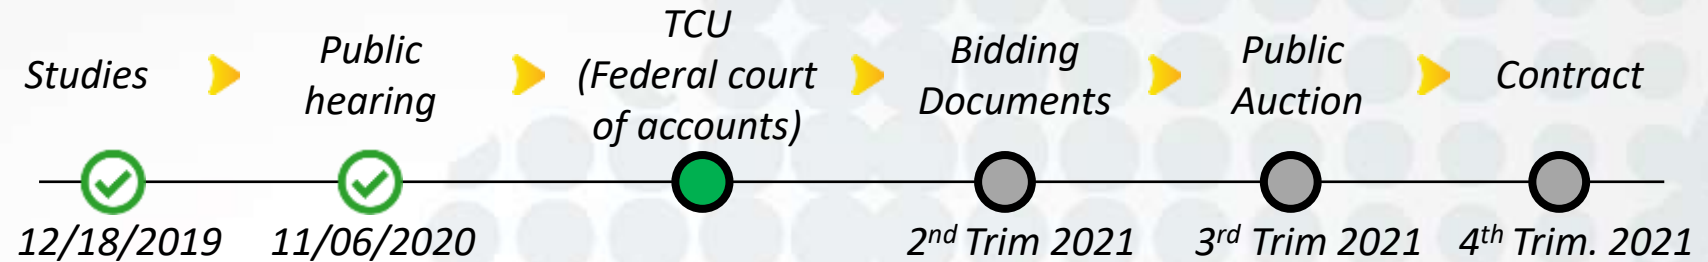 Studies
Public
hearing
TCU
(Federal court
of accounts)
Bidding
Documents
Public
Auction
Contract
12/18/2019
11/06/2020
2nd Trim 2021
3rd Trim 2021
4th Trim. 2021